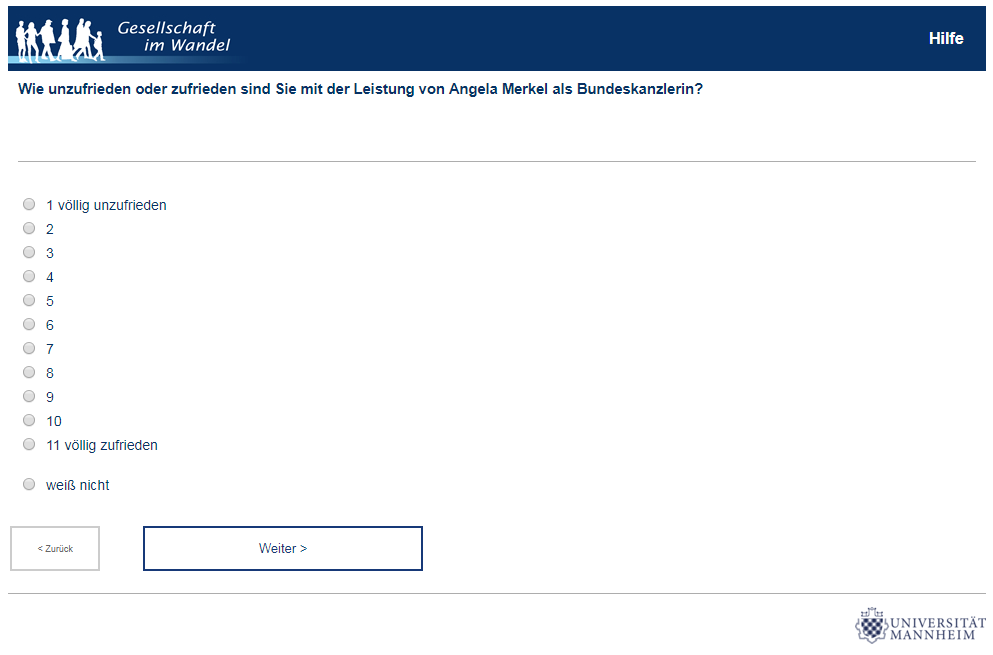 Gesellschaft
im Wandel
Hilfe
Wie unzufrieden oder zufrieden sind Sie mit der Leistung von Angela Merkel als Bundeskanzlerin?
1 völlig unzufrieden
2
3
4
5
6
7
8
9
10
11 völlig zufrieden
weiß nicht
< Zurück
Weiter >
UNIVERSITÄT
MANNHEIM